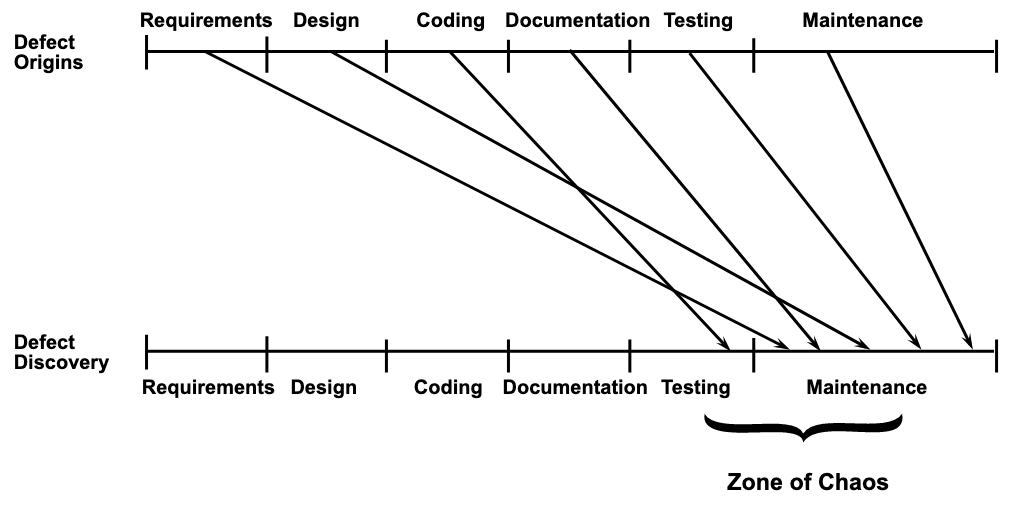 Requirements Design Coding Documentation Testing Maintenance
Defect
Origins
Defect
Discovery
Requirements Design Coding Documentation Testing Maintenance
Zone of Chaos